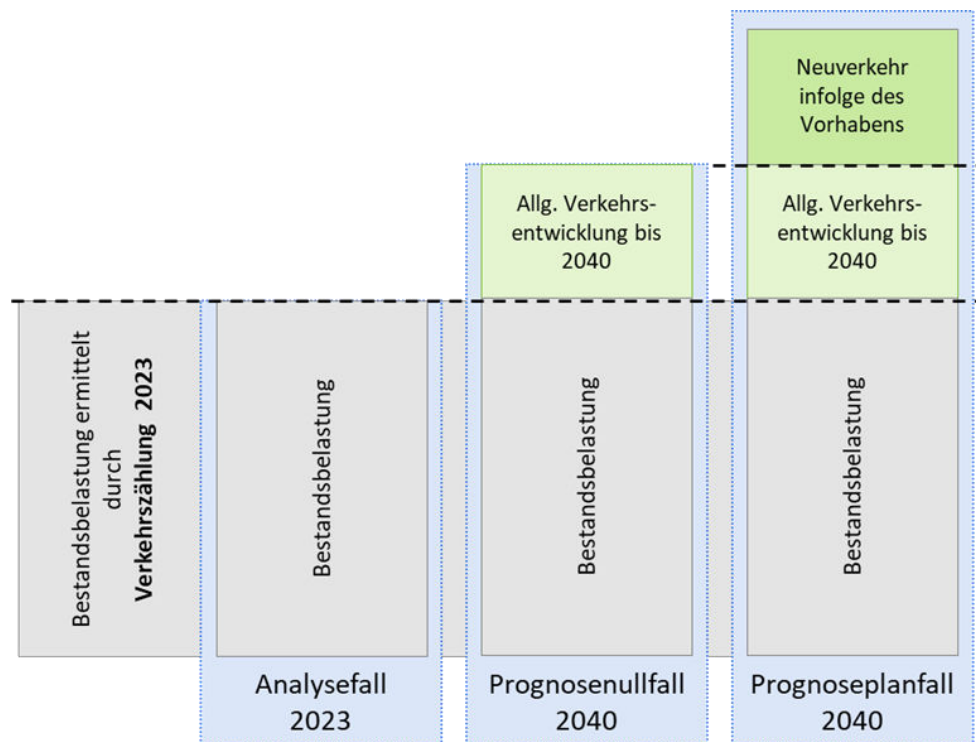 Neuverkehr
infolge des
Vorhabens
Allg. Verkehrs-
entwicklung bis
2040
Allg. Verkehrs-
entwicklung bis
2040
Bestandsbelastung ermittelt
durch
Verkehrszählung 2023
Bestandsbelastung
Bestandsbelastung
Bestandsbelastung
Analysefall
2023
Prognosenullfall
2040
Prognoseplanfall
2040